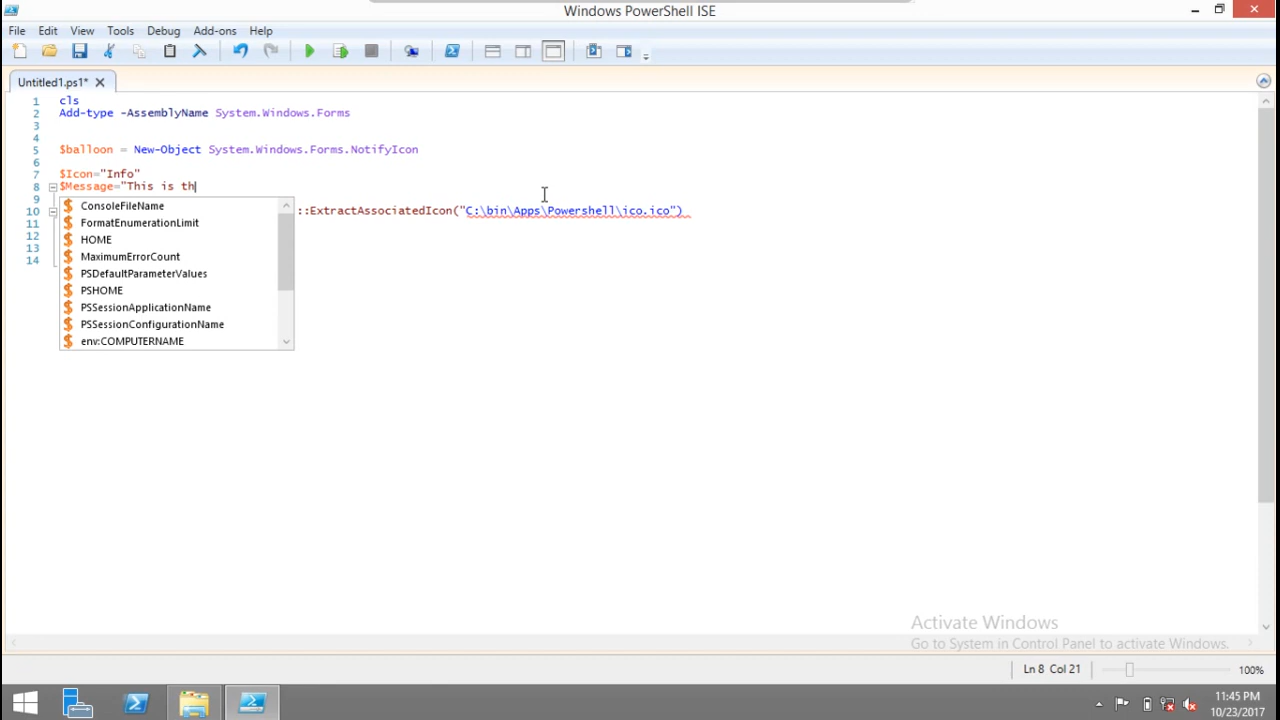 Windows PowerShell ISE
File Edit View Tools Debug Add-ons Help
Untitled1.ps1* X
1 cls
2 Add-type -AssemblyName System.Windows.Forms
3
4
5 $balloon = New-Object System.Windows.Forms.NotifyIcon
6
7 $Icon="Info"
8 $Message="This is th
9
10 ::ExtractAssociatedIcon("C:\bin\Apps\Powershell\ico.ico")
11
12
13
14
ConsoleFileName
FormatEnumerationLimit
HOME
MaximumErrorCount
PSDefaultParameterValues
PSHOME
PSSessionApplicationName
PSSessionConfigurationName
env:COMPUTERNAME
Activate Windows
Go to System in Control Panel to activate Windows.
Ln 8 Col 21 100%
11:45 PM
10/23/2017